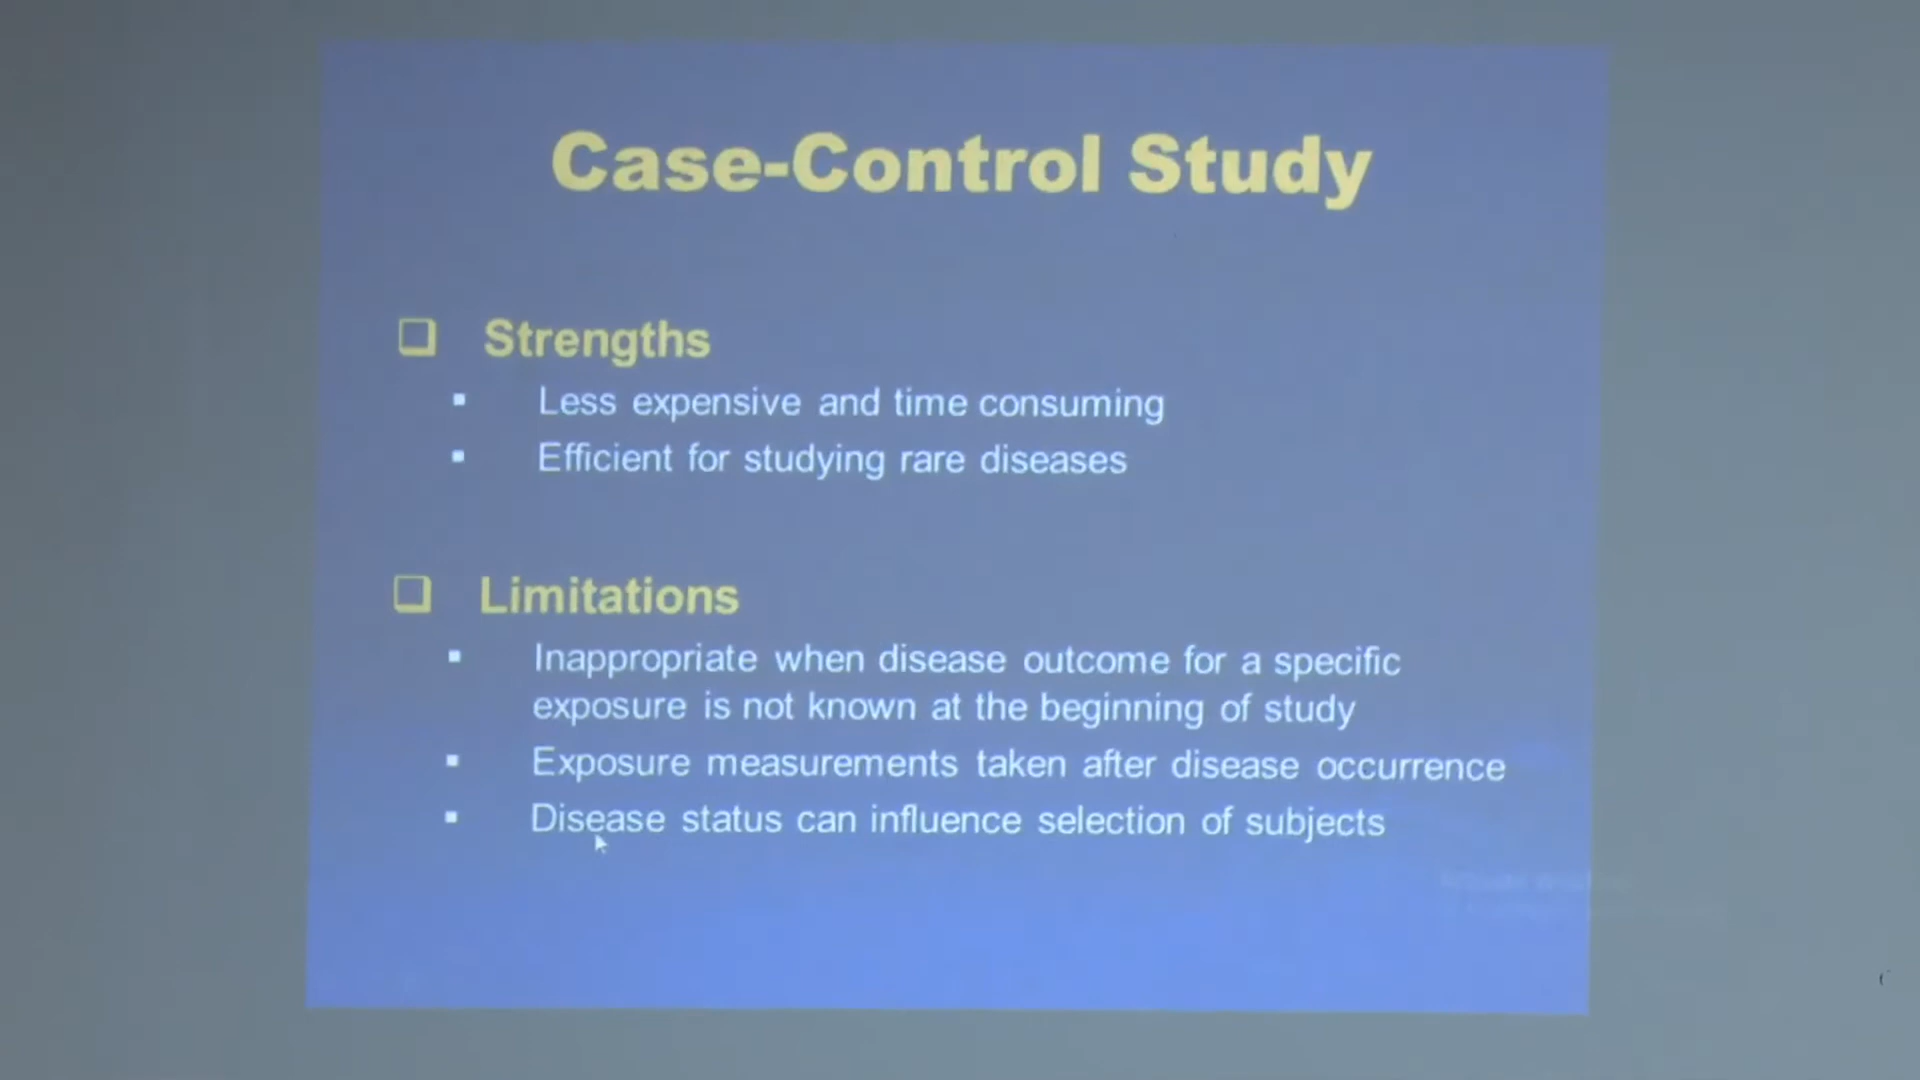 Case-Control Study
Strengths
Less expensive and time consuming
Efficient for studying rare diseases
Limitations
Inappropriate when disease outcome for a specific
exposure is not known at the beginning of study
Exposure measurements taken after disease occurrence
Disease status can influence selection of subjects